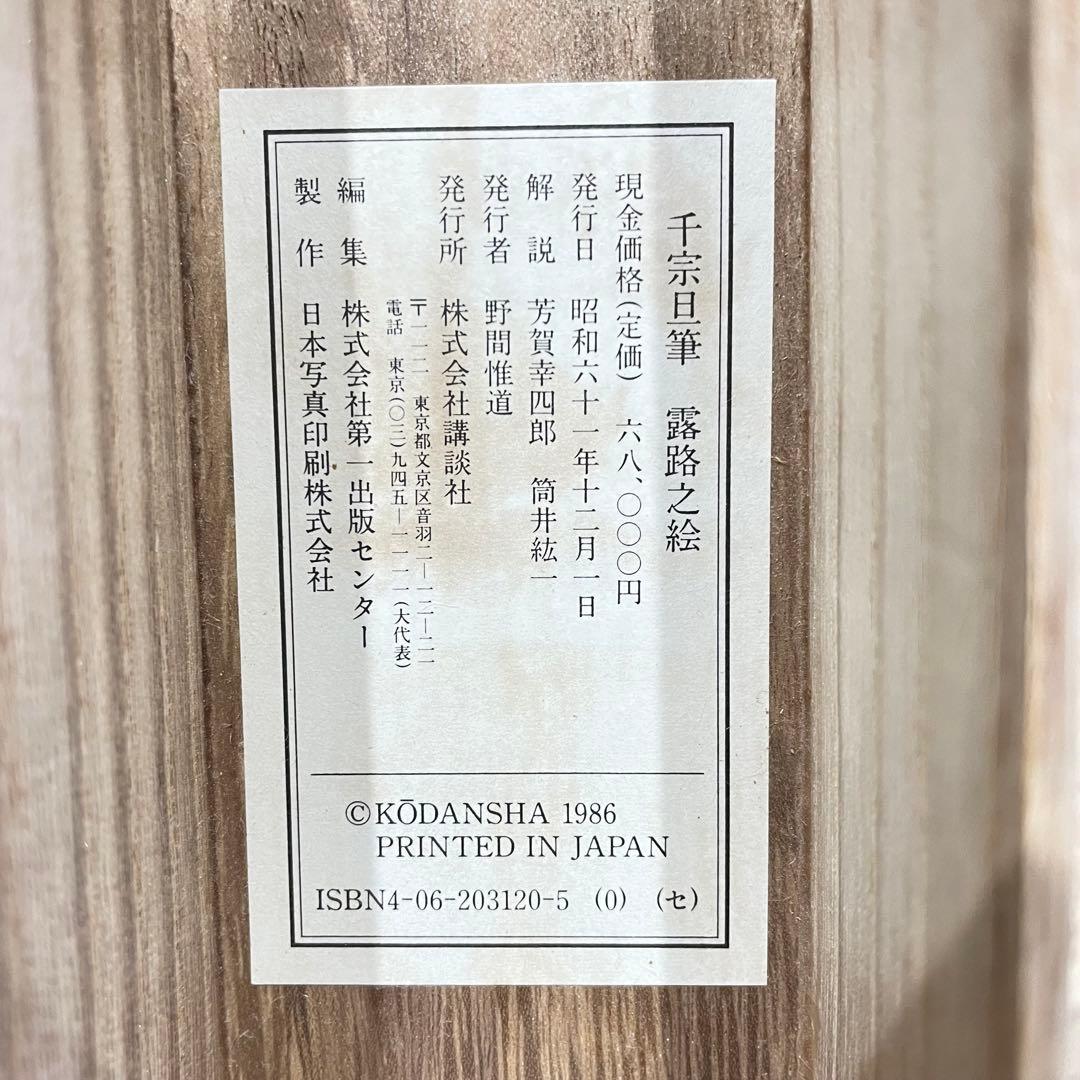 千宗旦筆　露路之絵
現金価格(定価)　六八、〇〇〇円
発行日　昭和六十一年十二月一日
解　説　芳賀幸四郎　筒井紘一
発行者　野間惟道
発行所　株式会社講談社
〒一一二　東京都文京区音羽二—一二—二一
電話　東京(〇三)九四五—一一一一(大代表)
編　集　株式会社第一出版センター
製　作　日本写真印刷株式会社
©KŌDANSHA 1986
PRINTED IN JAPAN
ISBN4-06-203120-5 (0) (セ)